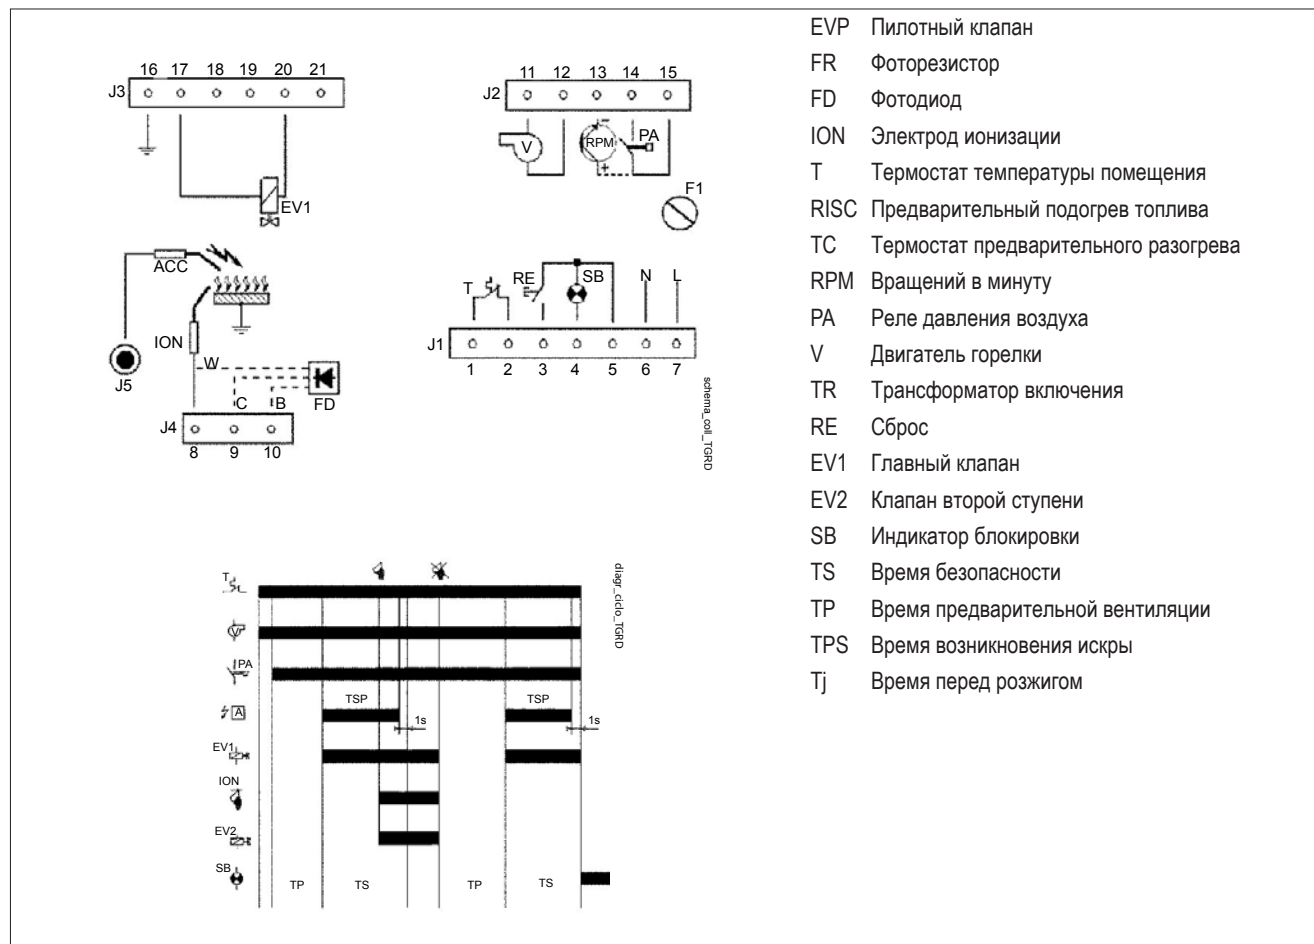 16 17 18 19 20 21
J3
EV1
11 12 13 14 15
J2
V
RPM
PA
F1
ACC
ION
J5
W
C
B
FD
J4
8 9 10
T
RE
SB
N
L
J1
1 2 3 4 5 6 7
schema_coll_TGRD
diagr_ciclo_TGRD
T
V
PA
TSP
TSP
A
1s
1s
EV1
ION
EV2
SB
TP
TS
TP
TS
EVP Пилотный клапан
FR Фоторезистор
FD Фотодиод
ION Электрод ионизации
T Термостат температуры помещения
RISC Предварительный подогрев топлива
TC Термостат предварительного разогрева
RPM Вращений в минуту
PA Реле давления воздуха
V Двигатель горелки
TR Трансформатор включения
RE Сброс
EV1 Главный клапан
EV2 Клапан второй ступени
SB Индикатор блокировки
TS Время безопасности
TP Время предварительной вентиляции
TPS Время возникновения искры
Tj Время перед розжигом